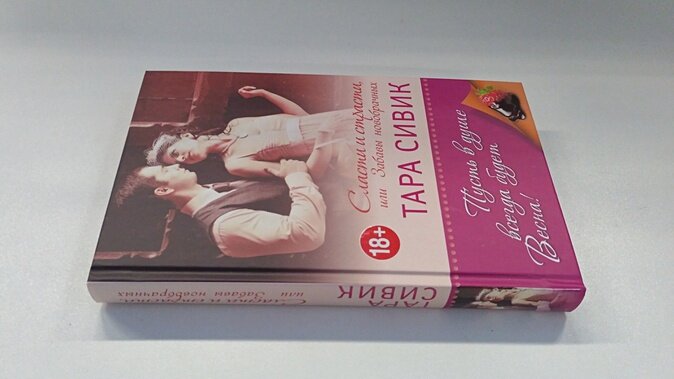 Сласти и страсти,
или Забавы новобрачных
ТАРА СИВИК
18+
Пусть в душе
всегда будет
Весна!
ТАРА
СИВИК
Сласти и страсти,
или Забавы новобрачных